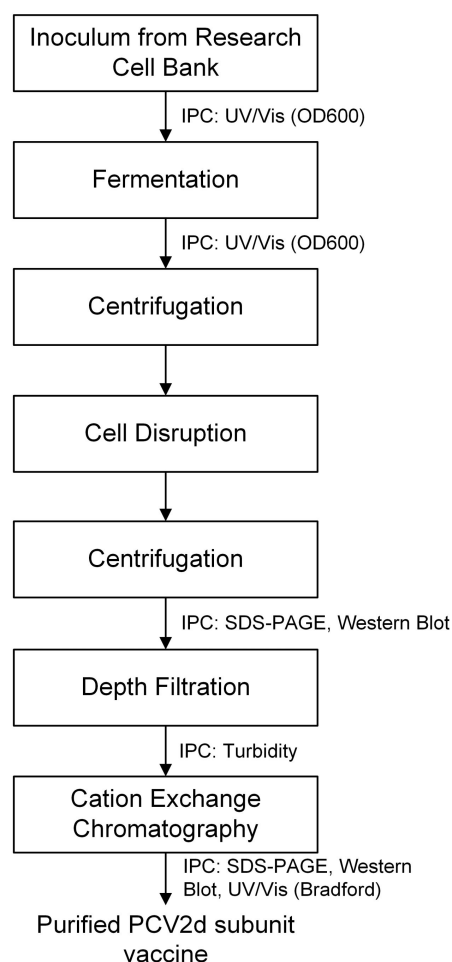 Inoculum from Research
Cell Bank
IPC: UV/Vis (OD600)
Fermentation
IPC: UV/Vis (OD600)
Centrifugation
Cell Disruption
Centrifugation
IPC: SDS-PAGE, Western Blot
Depth Filtration
IPC: Turbidity
Cation Exchange
Chromatography
IPC: SDS-PAGE, Western
Blot, UV/Vis (Bradford)
Purified PCV2d subunit
vaccine